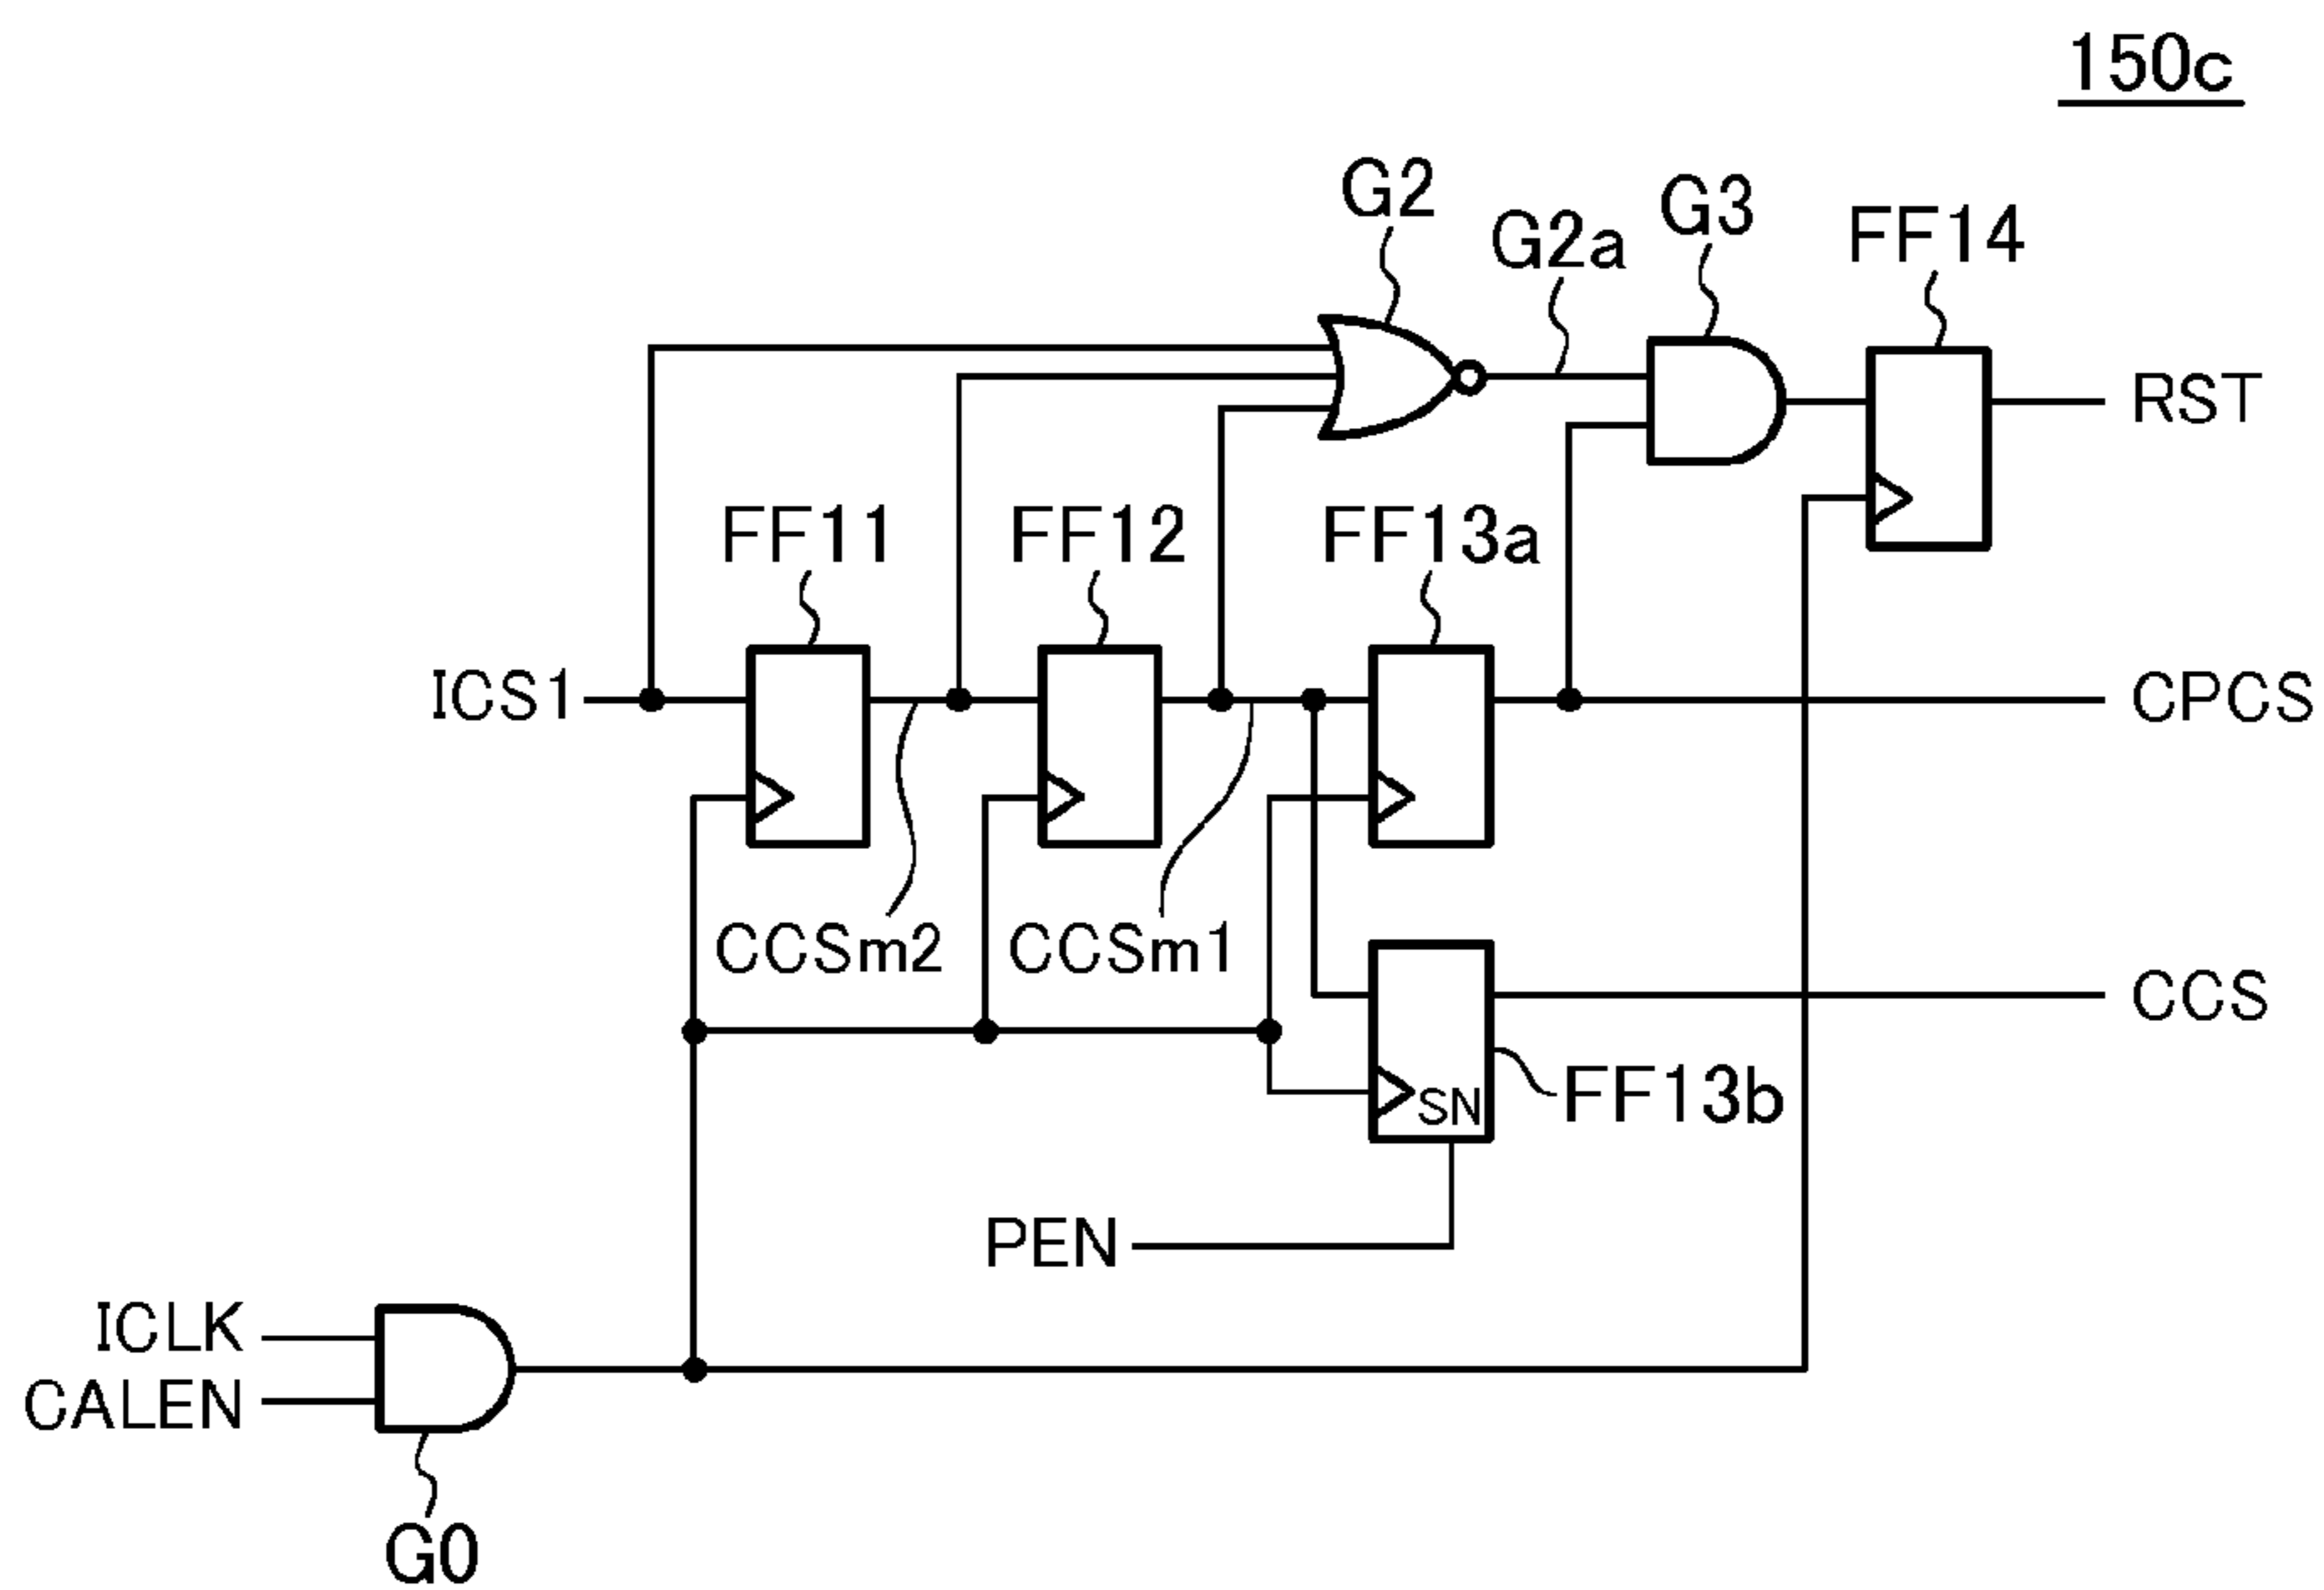 150c
G2
G2a
G3
FF14
RST
FF11
FF12
FF13a
ICS1
CPCS
CCSm2
CCSm1
CCS
SN
FF13b
PEN
ICLK
CALEN
G0